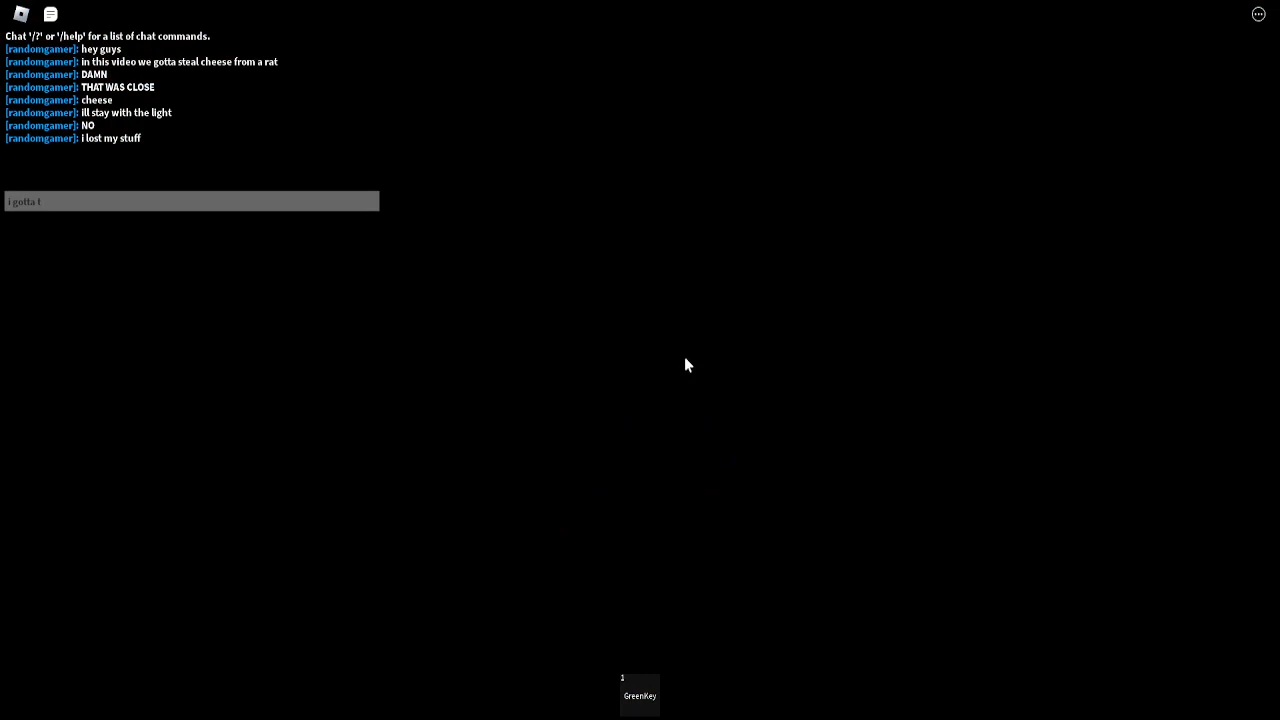 Chat '/?' or '/help' for a list of chat commands.
[randomgamer]: hey guys
[randomgamer]: in this video we gotta steal cheese from a rat
[randomgamer]: DAMN
[randomgamer]: THAT WAS CLOSE
[randomgamer]: cheese
[randomgamer]: ill stay with the light
[randomgamer]: NO
[randomgamer]: i lost my stuff
i gotta t
1
GreenKey